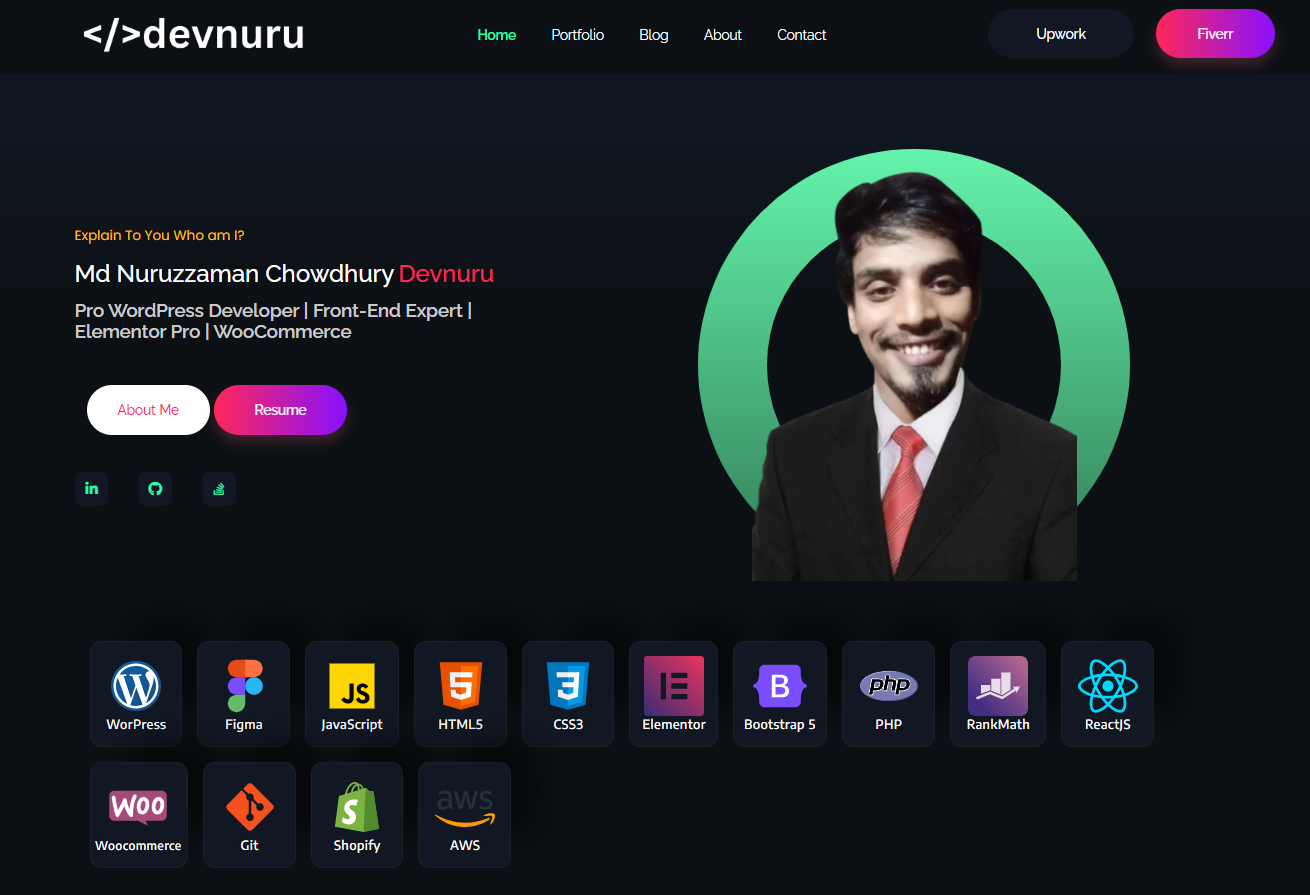 </>devnuru
Home Portfolio Blog About Contact
Upwork
Fiverr
Explain To You Who am I?
Md Nuruzzaman Chowdhury Devnuru
Pro WordPress Developer | Front-End Expert |
Elementor Pro | WooCommerce
About Me
Resume
in
WorPress
Figma
JS
JavaScript
5
HTML5
3
CSS3
Elementor
B
Bootstrap 5
php
PHP
RankMath
ReactJS
WOO
Woocommerce
Git
S
Shopify
aws
AWS